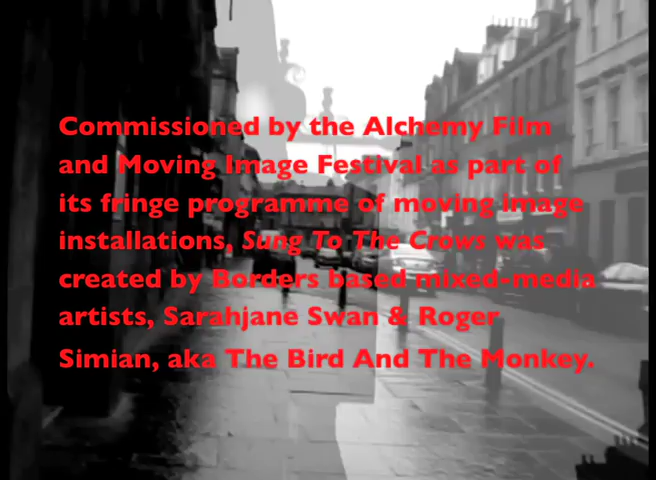 Commissioned by the Alchemy Film
and Moving Image Festival as part of
its fringe programme of moving image
installations, Sung To The Crows was
created by Borders based mixed-media
artists, Sarahjane Swan & Roger
Simian, aka The Bird And The Monkey.